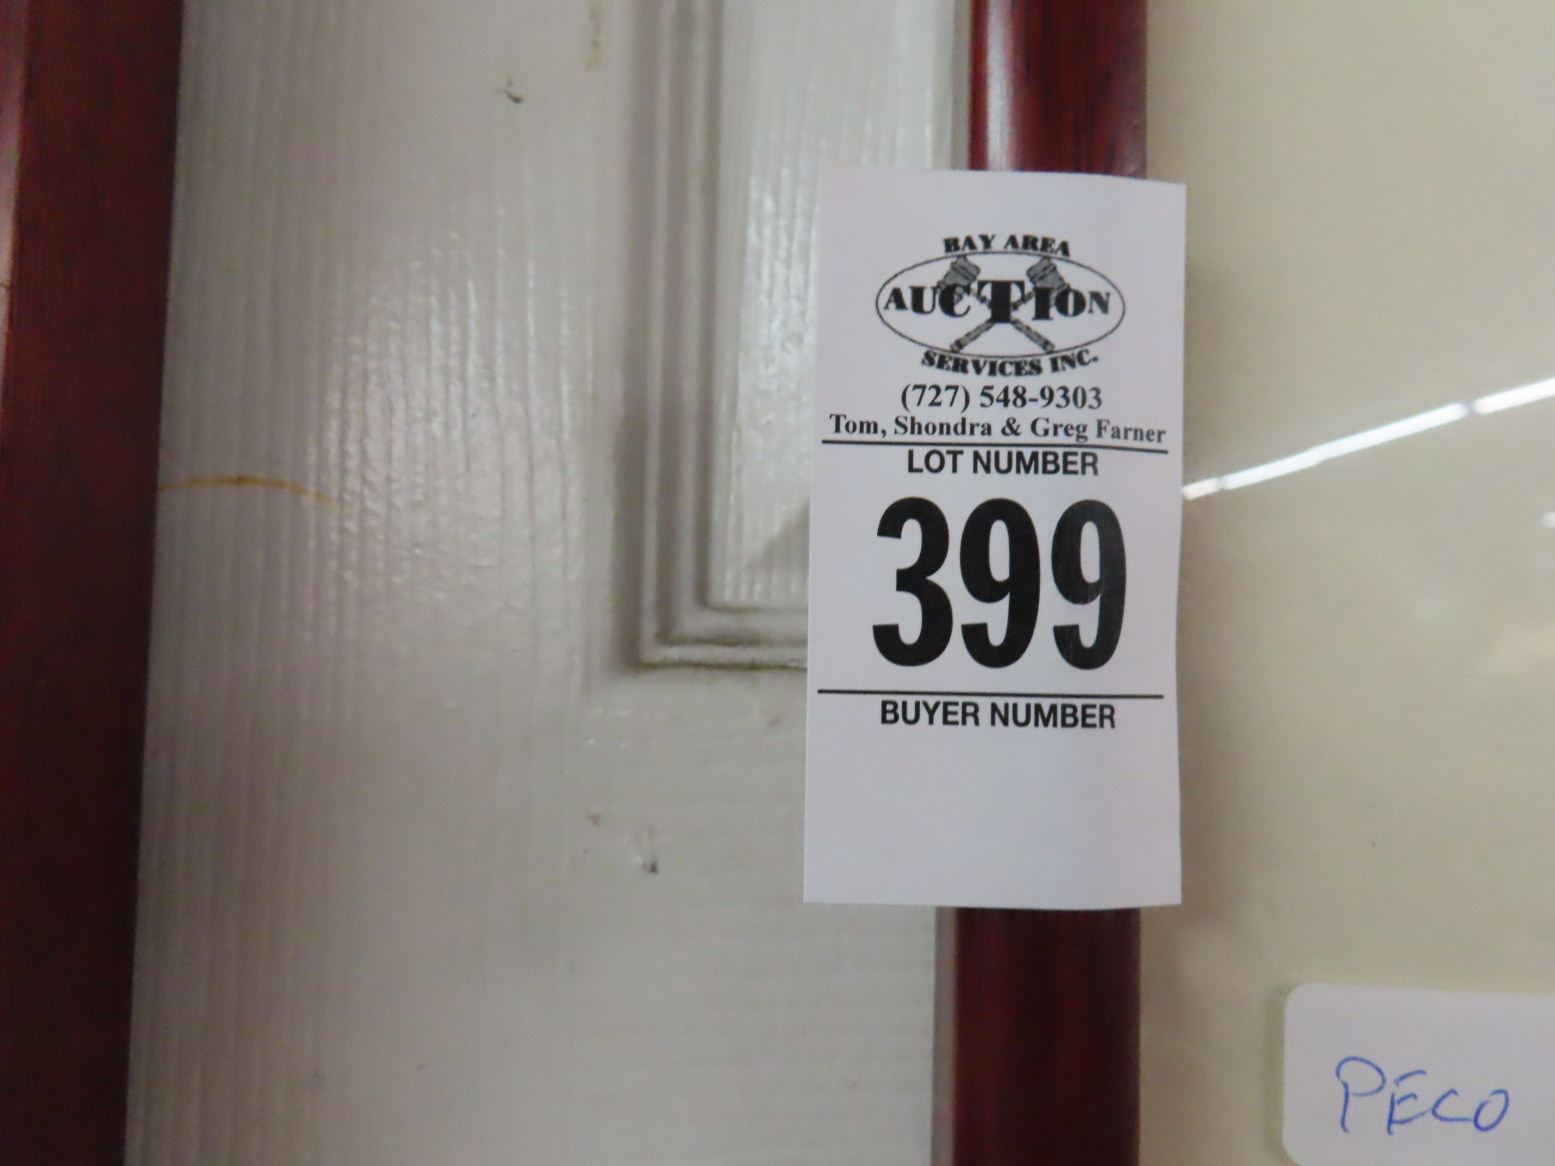 BAY AREA
AUCTION
SERVICES INC.
(727) 548-9303
Tom, Shondra & Greg Farner
LOT NUMBER
399
BUYER NUMBER
PECO